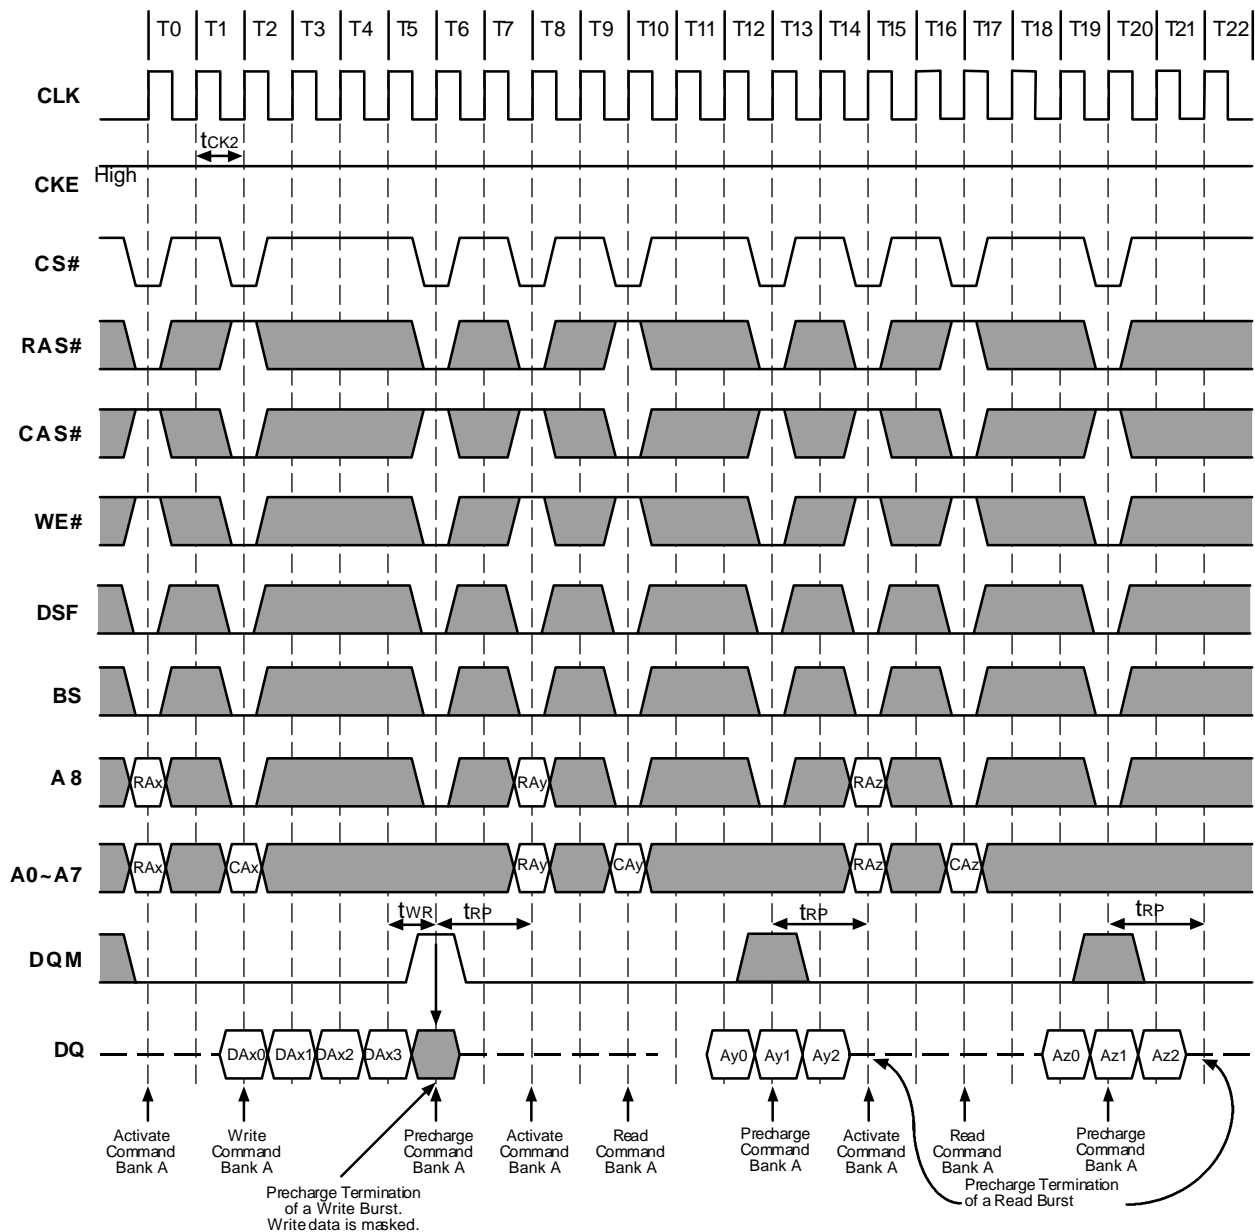 T0 T1 T2 T3 T4 T5 T6 T7 T8 T9 T10 T11 T12 T13 T14 T15 T16 T17 T18 T19 T20 T21 T22
CLK
tCK2
High
CKE
CS#
RAS#
CAS#
WE#
DSF
BS
A8 RAx RAy RAz
A0~A7 RAx CAx RAy CAy RAz CAz
tWR tRP tRP tRP
DQM
DQ DAx0 DAx1 DAx2 DAx3 Ay0 Ay1 Ay2 Az0 Az1 Az2
Activate
Command
Bank A
Write
Command
Bank A
Precharge
Command
Bank A
Activate
Command
Bank A
Read
Command
Bank A
Precharge
Command
Bank A
Activate
Command
Bank A
Read
Command
Bank A
Precharge
Command
Bank A
Precharge Termination
of a Write Burst.
Write data is masked.
Precharge Termination
of a Read Burst